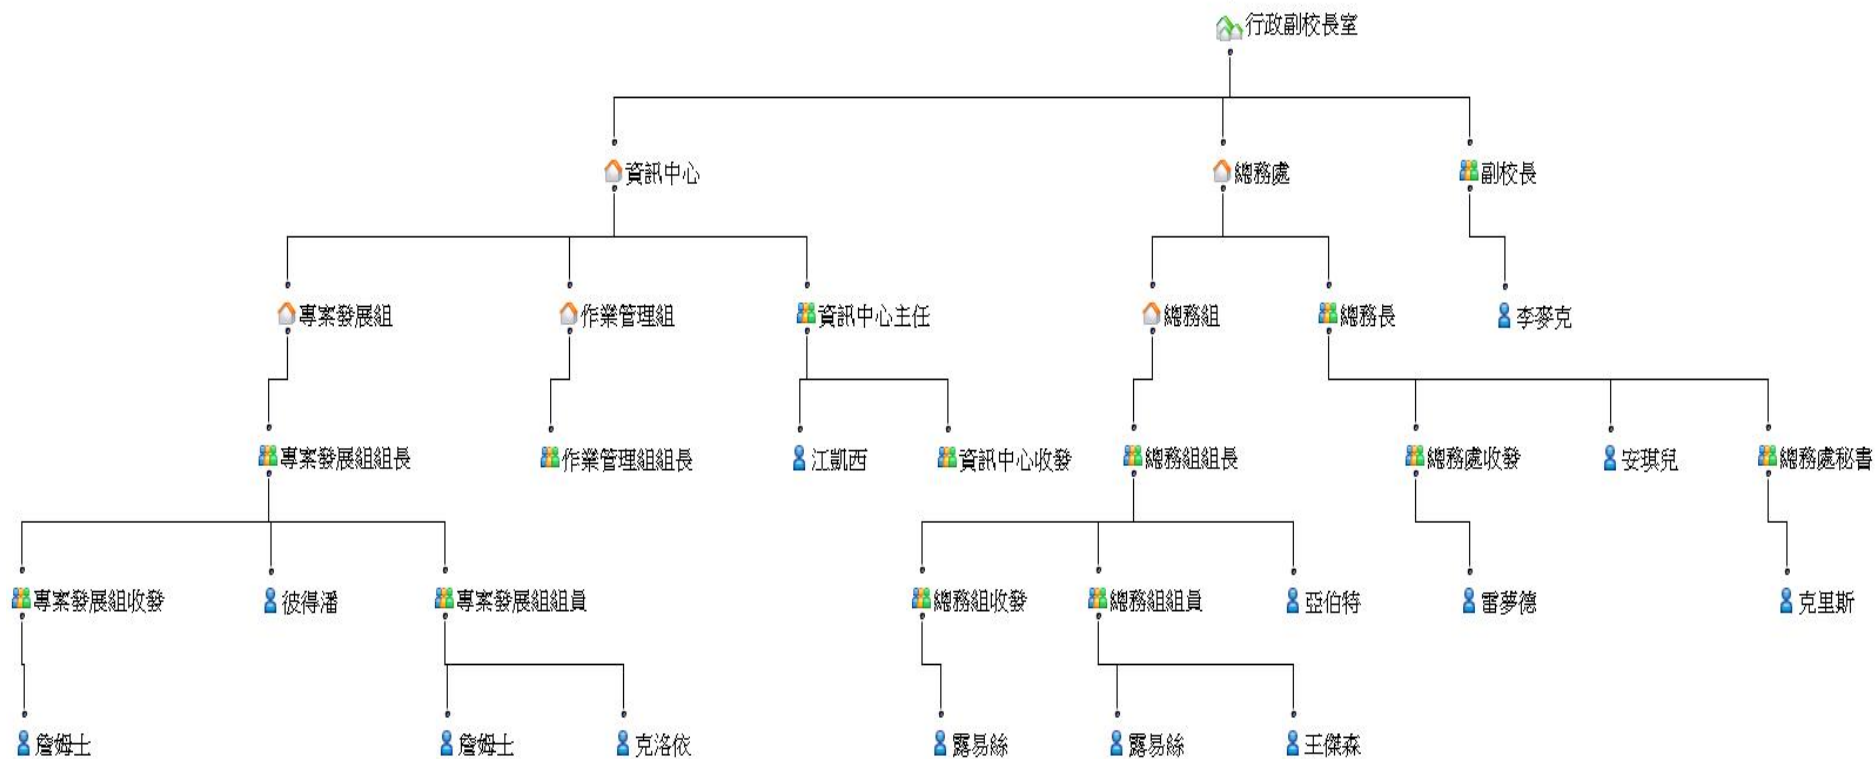 行政副校長室
資訊中心
總務處
副校長
專案發展組
作業管理組
資訊中心主任
總務組
總務長
李麥克
專案發展組組長
作業管理組組長
江凱西
資訊中心收發
總務組組長
總務處收發
安琪兒
總務處秘書
專案發展組收發
彼得潘
專案發展組組員
總務組收發
總務組組員
亞伯特
雷夢德
克里斯
詹姆士
詹姆士
克洛依
露易絲
露易絲
王傑森